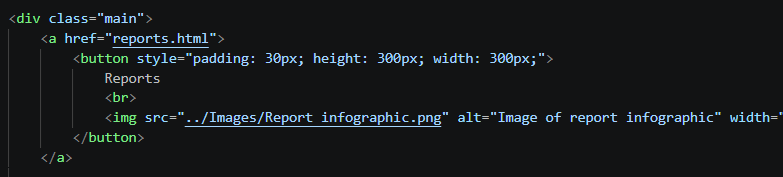 <div class="main">
<a href="reports.html">
<button style="padding: 30px; height: 300px; width: 300px;">
Reports
<br>
<img src="../Images/Report infographic.png" alt="Image of report infographic" width="
</button>
</a>